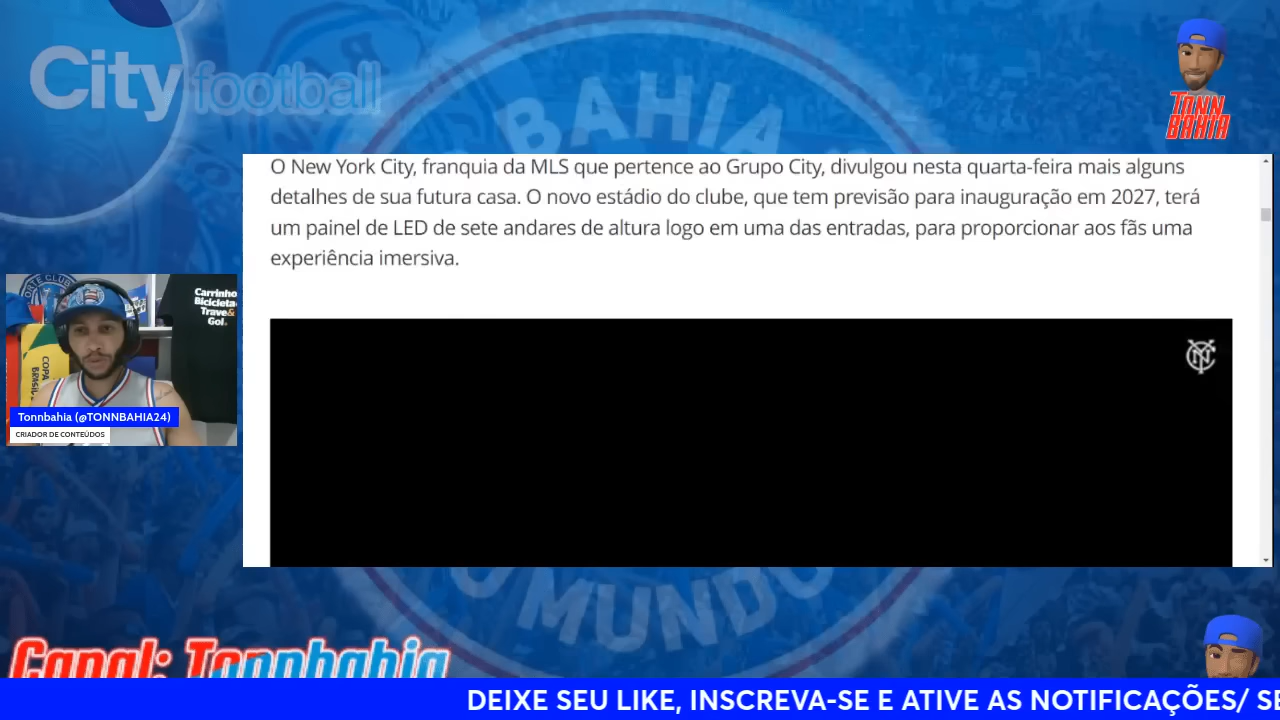 City football
BAHIA
TONN
BAHIA
O New York City, franquia da MLS que pertence ao Grupo City, divulgou nesta quarta-feira mais alguns
detalhes de sua futura casa. O novo estádio do clube, que tem previsão para inauguração em 2027, terá
um painel de LED de sete andares de altura logo em uma das entradas, para proporcionar aos fãs uma
experiência imersiva.
Carrinho
Bicicleta
Trave&
Gol.
COPA
BRASIL
Tonnbahia (@TONNBAHIA24)
CRIADOR DE CONTEÚDOS
NYC
O MUNDO
Canal: Tonnbahia
DEIXE SEU LIKE, INSCREVA-SE E ATIVE AS NOTIFICAÇÕES/ SE